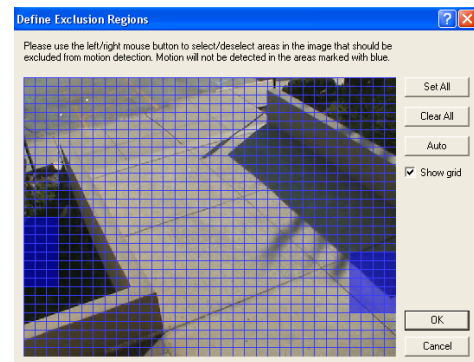 Define Exclusion Regions
Please use the left/right mouse button to select/deselect areas in the image that should be
excluded from motion detection. Motion will not be detected in the areas marked with blue.
Set All
Clear All
Auto
Show grid
OK
Cancel